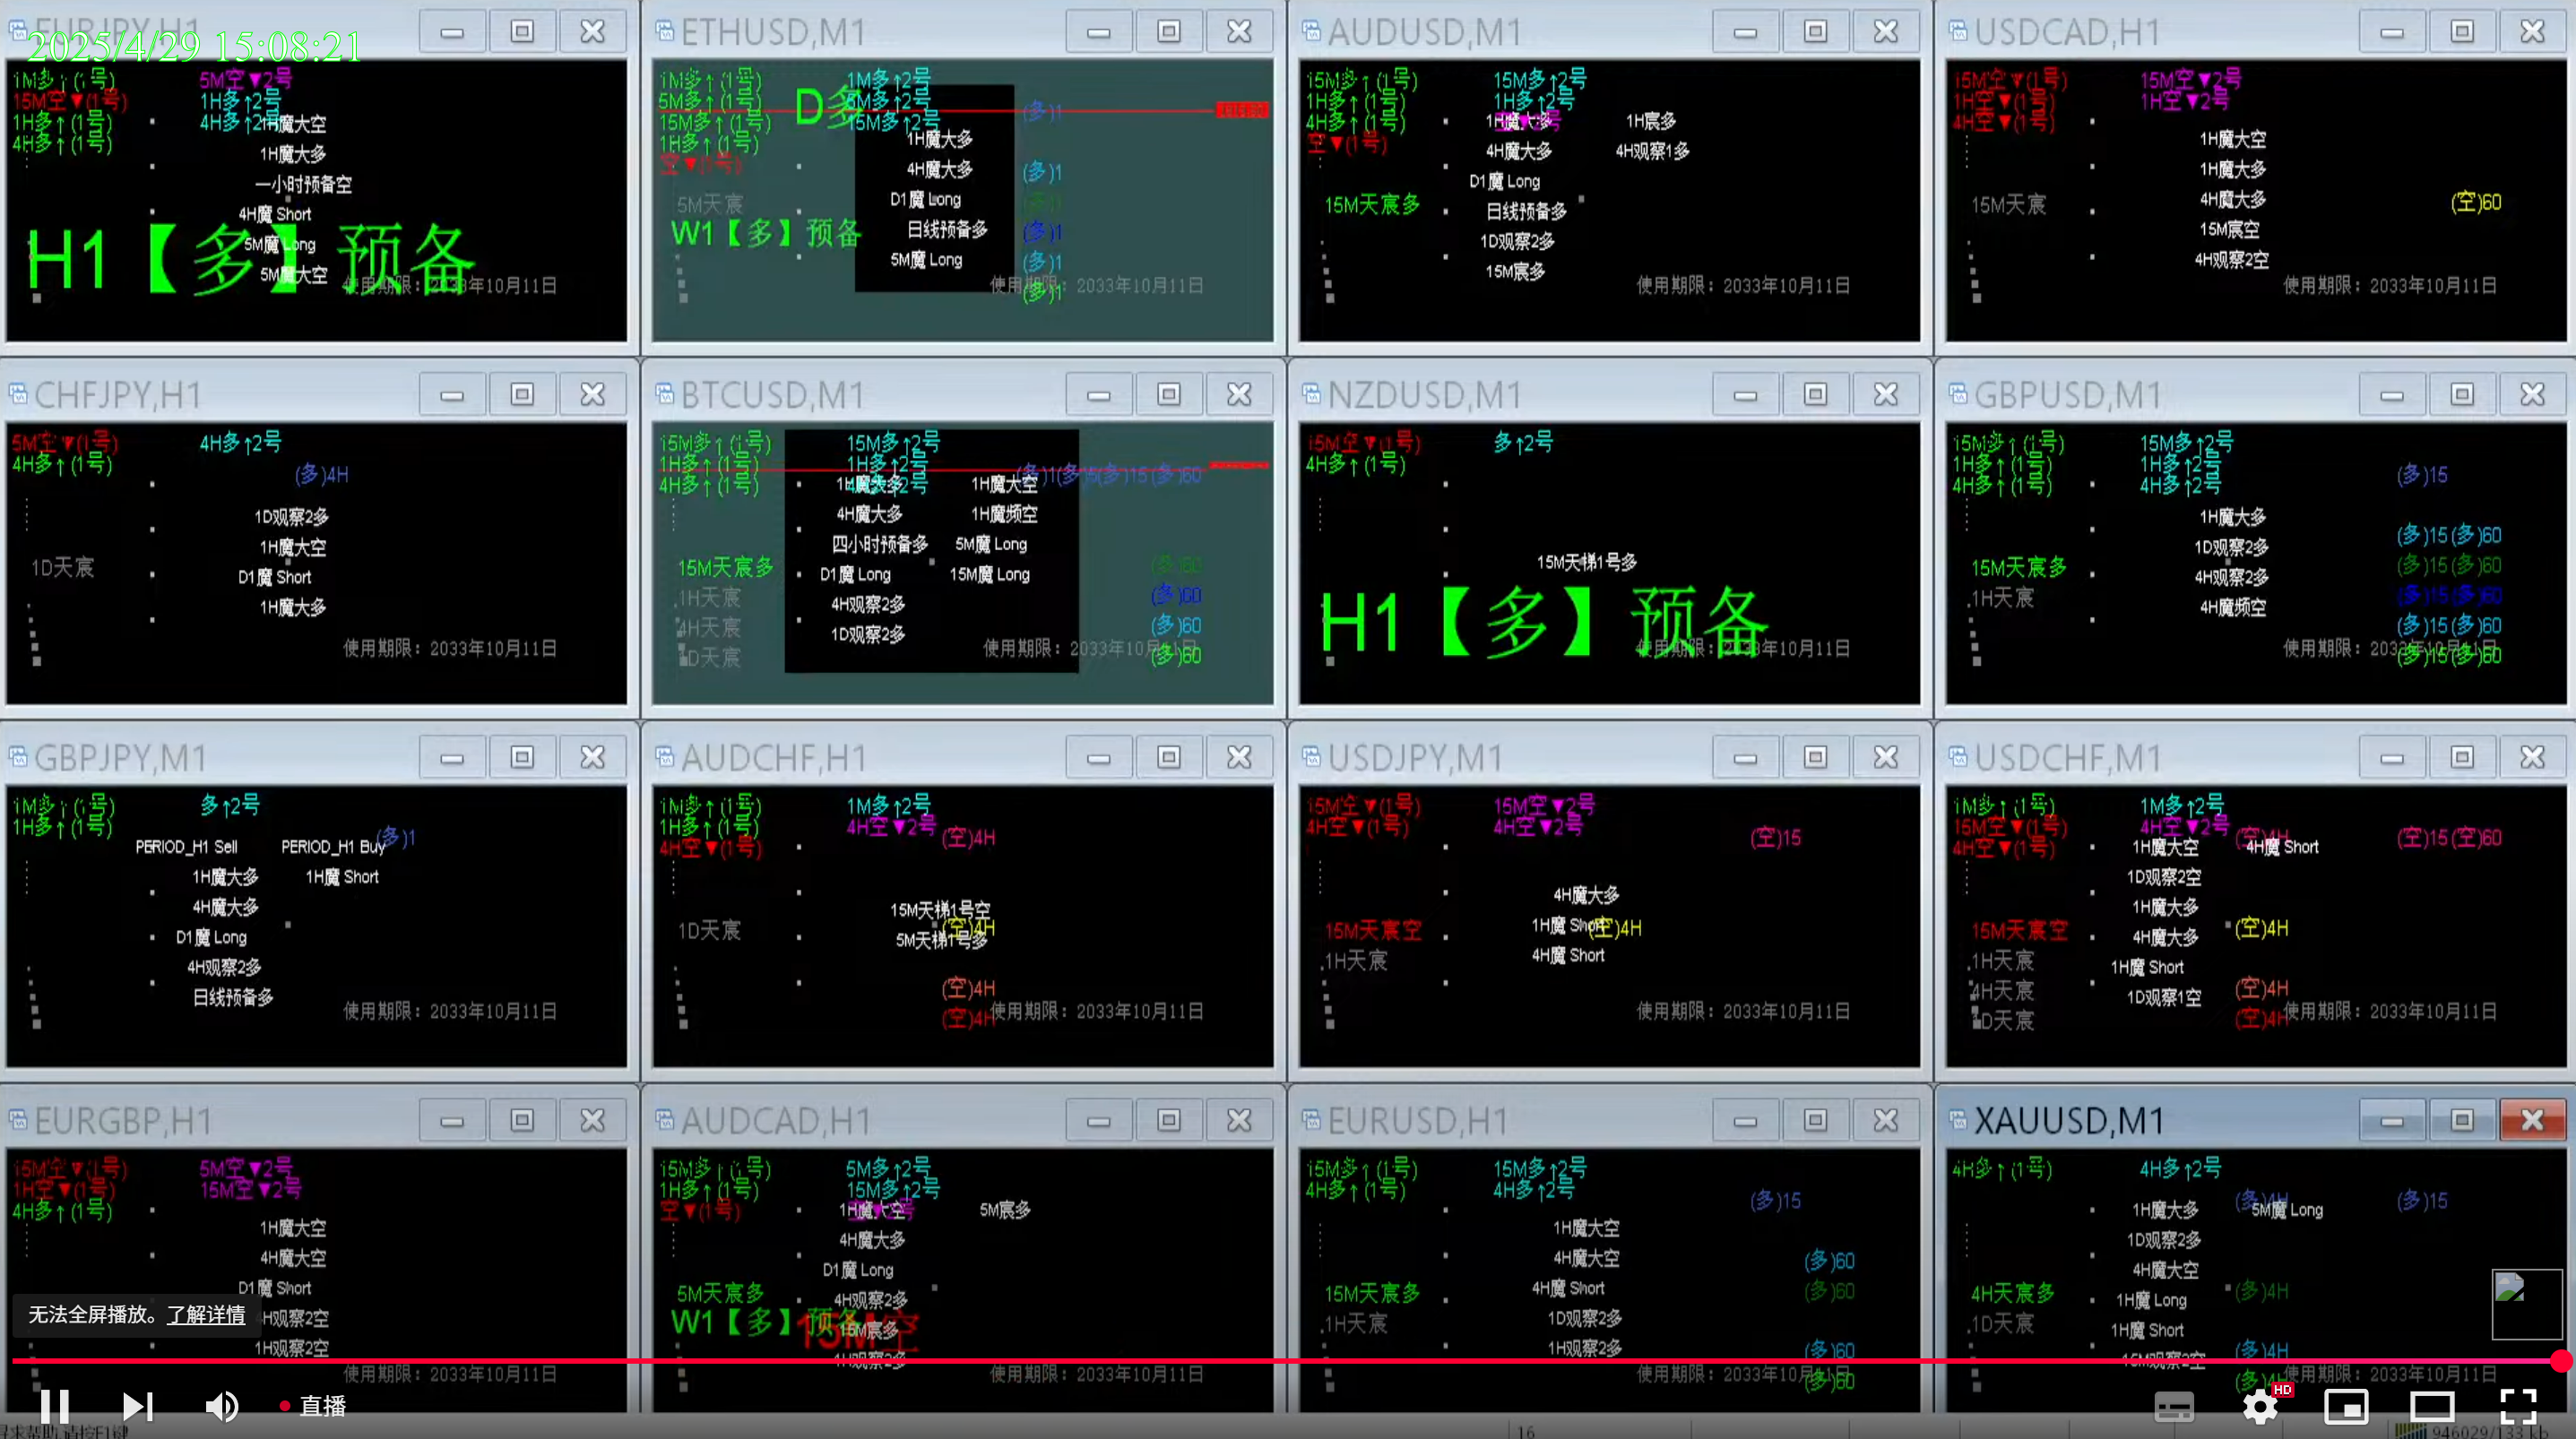 EURJPY,H1
2025/4/29 15:08:21
1M多↑(1号)
5M空▼2号
15M空▼(1号)
1H多↑2号
1H多↑(1号)
4H多↑2号
1H魔大空
4H多↑(1号)
1H魔大多
一小时预备空
4H魔 Short
5M魔 Long
H1【多】预备
5M魔大空
使用期限：2033年10月11日
ETHUSD,M1
1M多↑(1号)
1M多↑2号
5M多↑(1号)
D多
5M多↑2号
(多)1
15M多↑(1号)
15M多↑2号
1H多↑(1号)
1H魔大多
空▼(1号)
4H魔大多
(多)1
5M天宸
D1魔 Long
(多)1
W1【多】预备
日线预备多
(多)1
5M魔 Long
(多)1
使用期限：2033年10月11日
(多)1
AUDUSD,M1
15M多↑(1号)
15M多↑2号
1H多↑(1号)
1H多↑2号
4H多↑(1号)
1H魔大多
1H宸多
空▼(1号)
4H魔大多
4H观察1多
D1魔 Long
15M天宸多
日线预备多
1D观察2多
15M宸多
使用期限：2033年10月11日
USDCAD,H1
15M空▼(1号)
15M空▼2号
1H空▼(1号)
1H空▼2号
4H空▼(1号)
1H魔大空
1H魔大多
4H魔大多
15M天宸
(空)60
15M宸空
4H观察2空
使用期限：2033年10月11日
CHFJPY,H1
5M空▼(1号)
4H多↑2号
4H多↑(1号)
(多)4H
1D观察2多
1H魔大空
1D天宸
D1魔 Short
1H魔大多
使用期限：2033年10月11日
BTCUSD,M1
15M多↑(1号)
15M多↑2号
1H多↑(1号)
1H多↑2号
(多)1(多)5(多)15(多)60
4H多↑(1号)
4H多↑2号
1H魔大多
1H魔大空
4H魔大多
1H魔频空
四小时预备多
5M魔 Long
15M天宸多
D1魔 Long
15M魔 Long
(多)60
1H天宸
4H观察2多
(多)60
4H天宸
1D观察2多
(多)60
1D天宸
使用期限：2033年10月11日
(多)60
NZDUSD,M1
15M空▼(1号)
多↑2号
4H多↑(1号)
15M天梯1号多
H1【多】预备
使用期限：2033年10月11日
GBPUSD,M1
15M多↑(1号)
15M多↑2号
1H多↑(1号)
1H多↑2号
4H多↑(1号)
4H多↑2号
(多)15
1H魔大多
1D观察2多
(多)15(多)60
15M天宸多
4H观察2多
(多)15(多)60
1H天宸
4H魔频空
(多)15(多)60
(多)15(多)60
使用期限：2033年10月11日
(多)15(多)60
GBPJPY,M1
1M多↑(1号)
多↑2号
1H多↑(1号)
PERIOD_H1 Sell
PERIOD_H1 Buy
(多)1
1H魔大多
1H魔 Short
4H魔大多
D1魔 Long
4H观察2多
日线预备多
使用期限：2033年10月11日
AUDCHF,H1
1M多↑(1号)
1M多↑2号
1H多↑(1号)
4H空▼2号
4H空▼(1号)
(空)4H
15M天梯1号空
1D天宸
(空)4H
5M天梯1号多
(空)4H
(空)4H
使用期限：2033年10月11日
USDJPY,M1
15M空▼(1号)
15M空▼2号
4H空▼(1号)
4H空▼2号
(空)15
4H魔大多
15M天宸空
1H魔 Short
(空)4H
1H天宸
4H魔 Short
使用期限：2033年10月11日
USDCHF,M1
1M多↑(1号)
1M多↑2号
15M空▼(1号)
4H空▼2号
4H空▼(1号)
(空)4H
(空)15(空)60
1H魔大空
4H魔 Short
1D观察2空
1H魔大多
15M天宸空
4H魔大多
(空)4H
1H天宸
1H魔 Short
4H天宸
1D观察1空
(空)4H
1D天宸
(空)4H
使用期限：2033年10月11日
EURGBP,H1
15M空▼(1号)
5M空▼2号
1H空▼(1号)
15M空▼2号
4H多↑(1号)
1H魔大空
4H魔大空
D1魔 Short
4H观察2空
1H观察2空
使用期限：2033年10月11日
AUDCAD,H1
15M多↑(1号)
5M多↑2号
1H多↑(1号)
15M多↑2号
空▼(1号)
1H魔大空
5M宸多
4H魔大多
D1魔 Long
5M天宸多
4H观察2多
W1【多】预备
15M空
15M宸多
4H观察2多
使用期限：2033年10月11日
EURUSD,H1
15M多↑(1号)
15M多↑2号
4H多↑(1号)
4H多↑2号
(多)15
1H魔大空
4H魔大空
(多)60
15M天宸多
4H魔 Short
(多)60
1H天宸
1D观察2多
1H观察2多
(多)60
使用期限：2033年10月11日
(多)60
XAUUSD,M1
4H多↑(1号)
4H多↑2号
1H魔大多
(多)4H
5M魔 Long
(多)15
1D观察2多
4H魔大空
4H天宸多
1H魔 Long
(多)4H
1H天宸
1H魔 Short
15M观察2空
(多)4H
使用期限：2033年10月11日
无法全屏播放。了解详情
直播
HD
寻求帮助,请按F1键
16
946029/133 kb